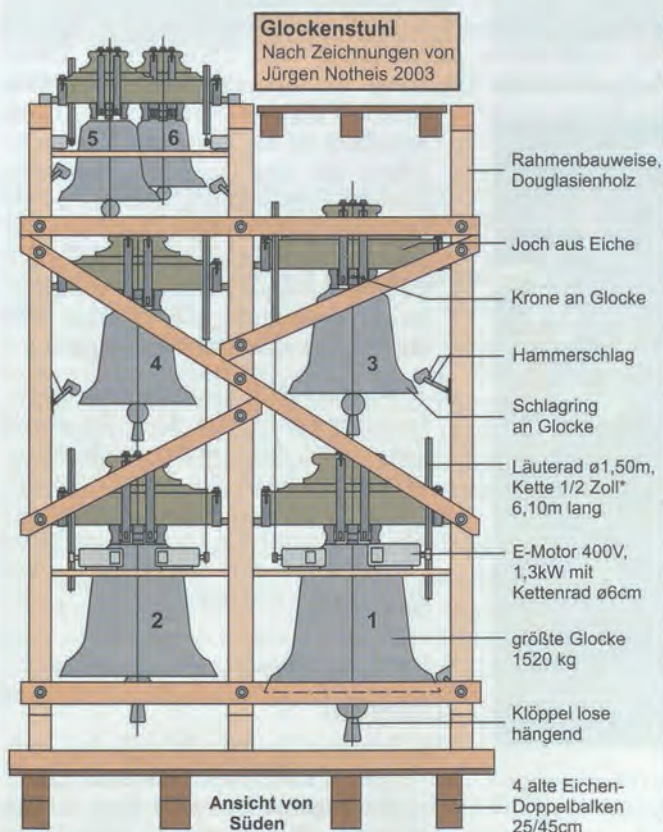 Glockenstuhl
Nach Zeichnungen von
Jürgen Notheis 2003
5
6
Rahmenbauweise,
Douglasienholz
Joch aus Eiche
Krone an Glocke
4
3
Hammerschlag
Schlagring
an Glocke
Läuterad ø1,50m,
Kette 1/2 Zoll*
6,10m lang
E-Motor 400V,
1,3kW mit
Kettenrad ø6cm
2
1
größte Glocke
1520 kg
Klöppel lose
hängend
Ansicht von
Süden
4 alte Eichen-
Doppelbalken
25/45cm